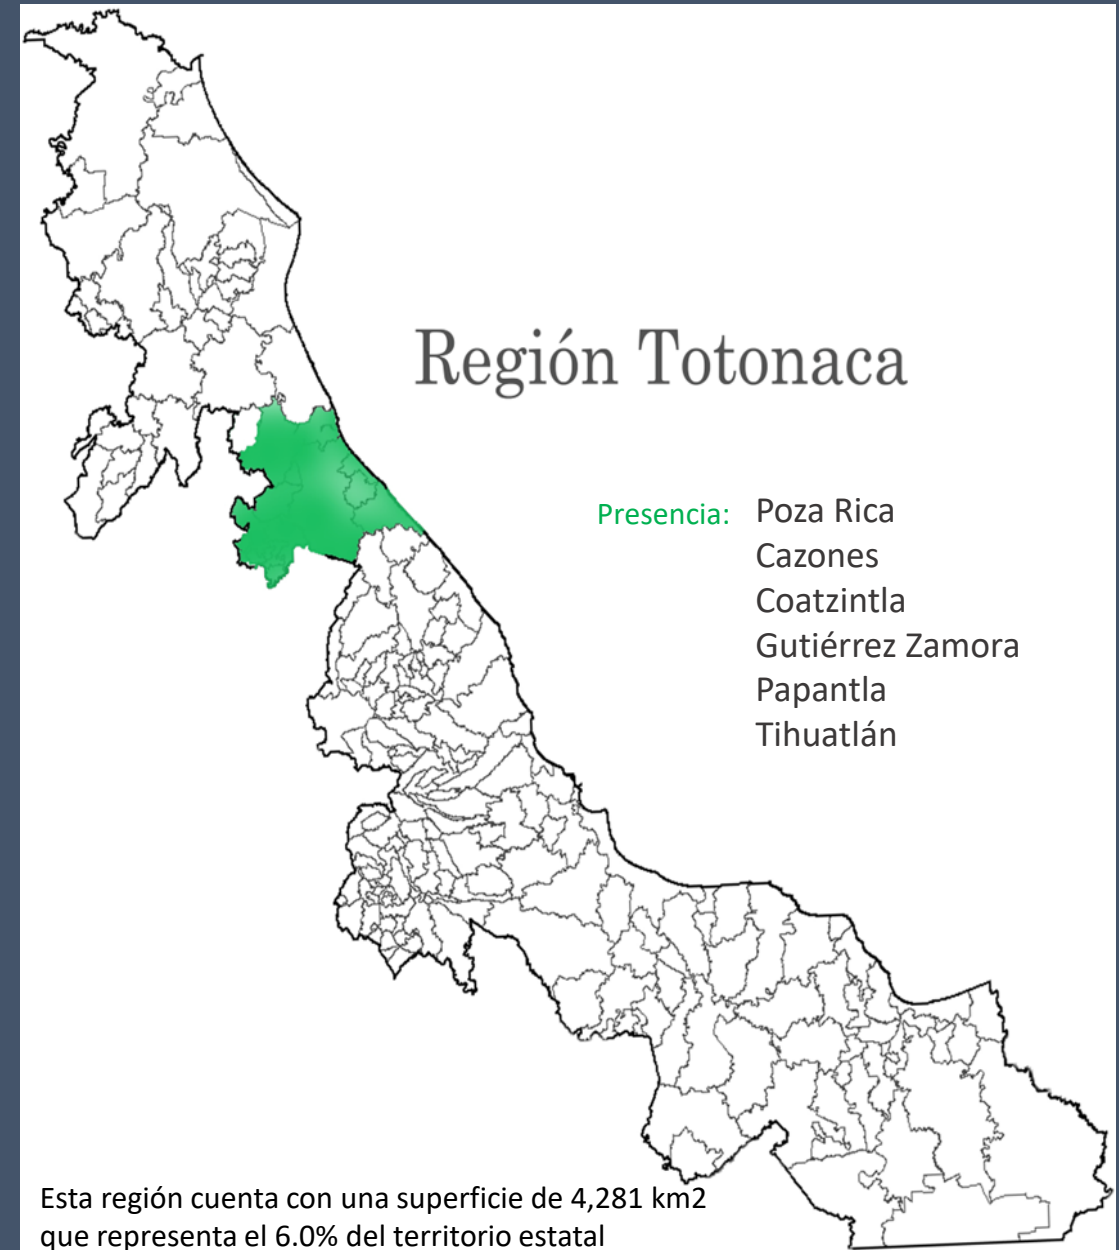 Región Totonaca
Presencia: Poza Rica
Cazones
Coatzintla
Gutiérrez Zamora
Papantla
Tihuatlán
Esta región cuenta con una superficie de 4,281 km2
que representa el 6.0% del territorio estatal